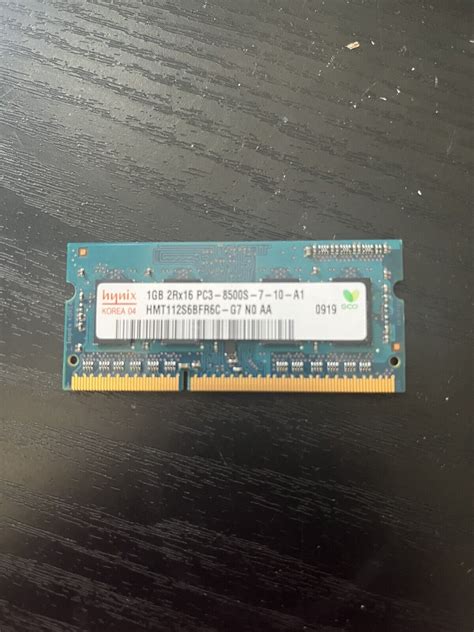 hynix
KOREA 04
1GB 2Rx16 PC3-8500S-7-10-A1
HMT112S6BFR6C-G7 N0 AA
0919
ECO